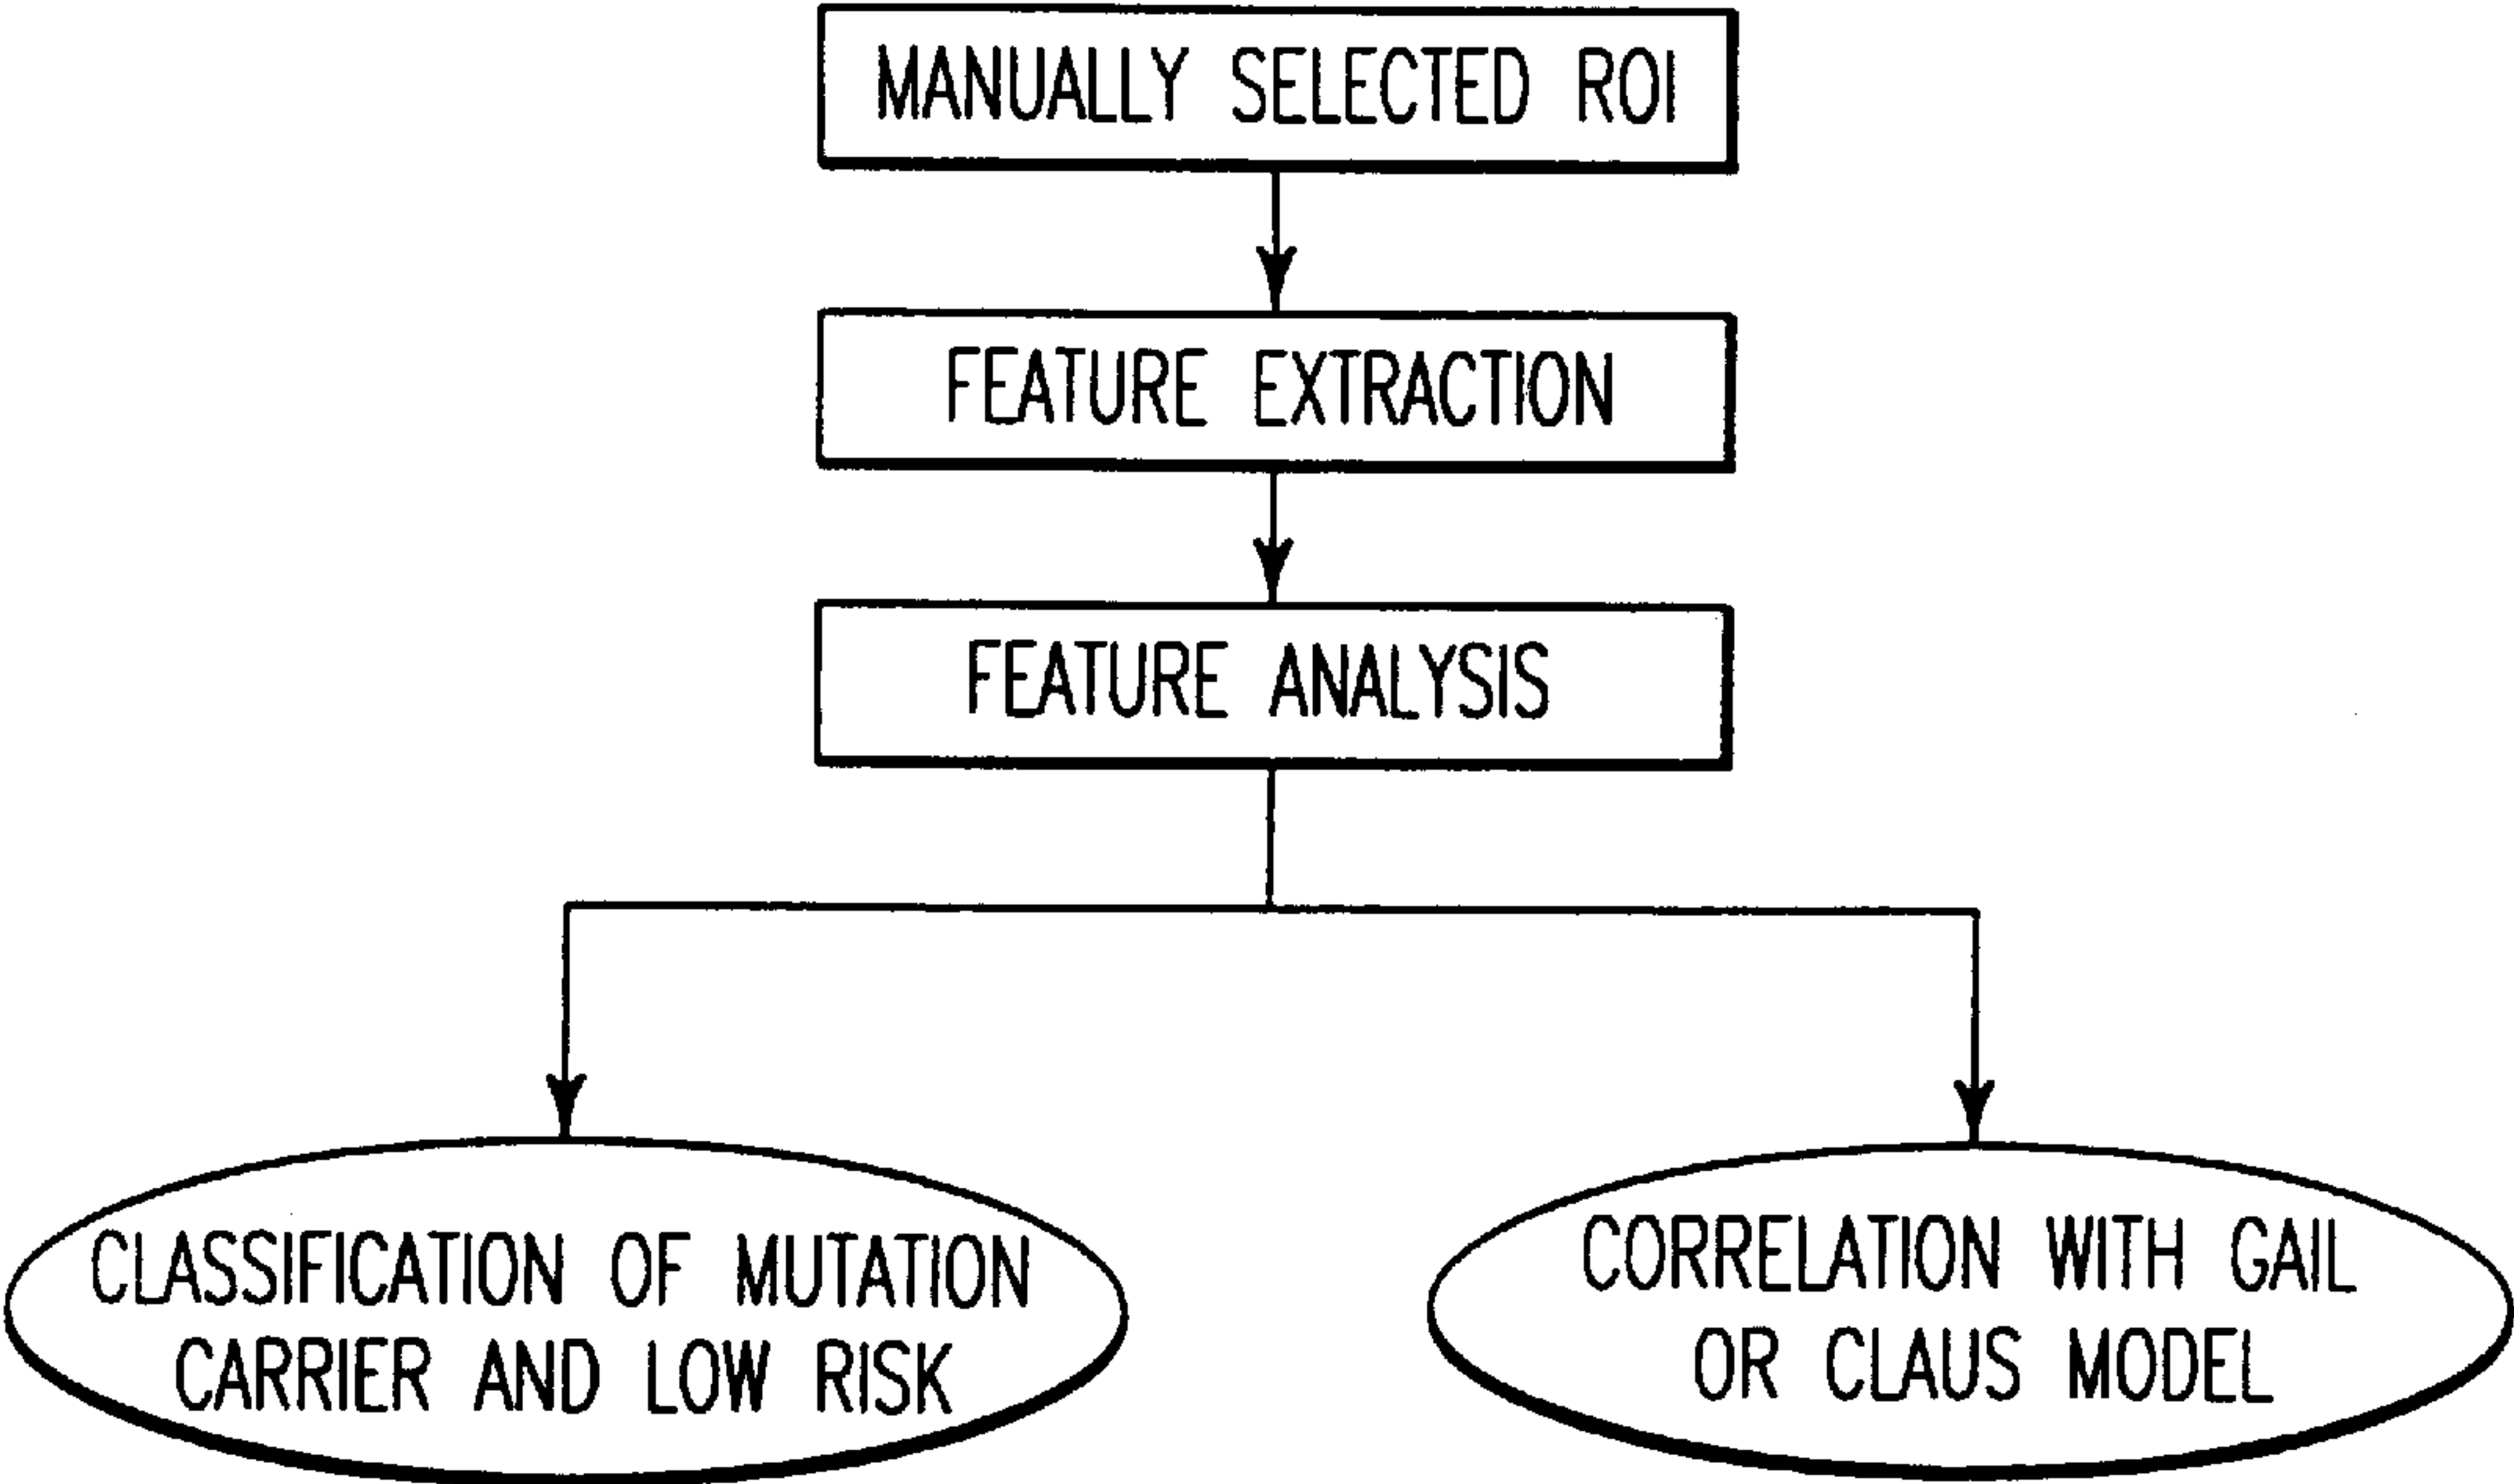 MANUALLY SELECTED ROI
FEATURE EXTRACTION
FEATURE ANALYSIS
CLASSIFICATION OF MUTATION
CARRIER AND LOW RISK
CORRELATION WITH GAIL
OR CLAUS MODEL